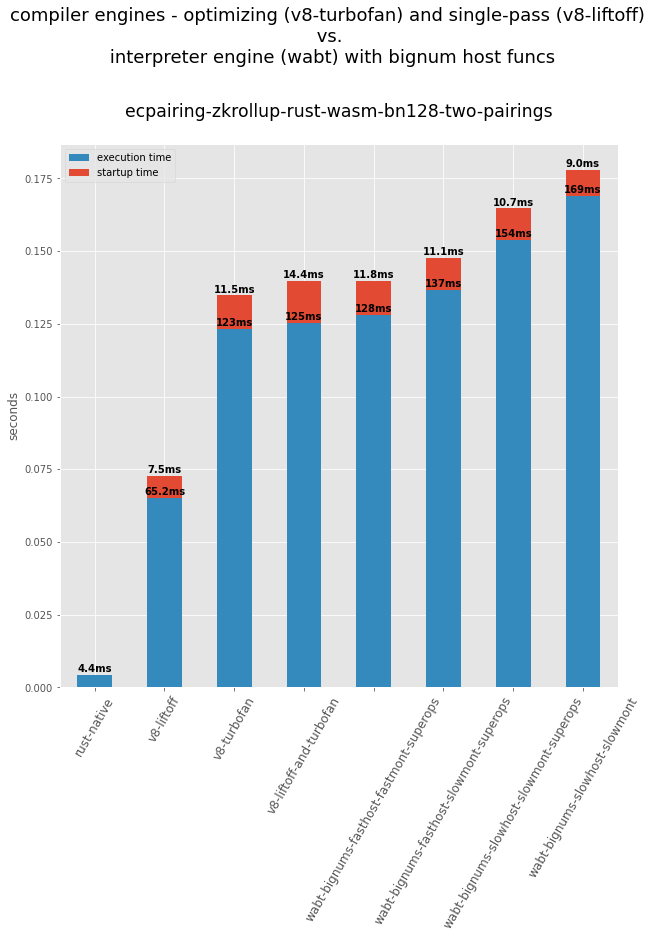 compiler engines - optimizing (v8-turbofan) and single-pass (v8-liftoff)
vs.
interpreter engine (wabt) with bignum host funcs
ecpairing-zkrollup-rust-wasm-bn128-two-pairings
execution time
startup time
seconds
0.175
0.150
0.125
0.100
0.075
0.050
0.025
0.000
4.4ms
7.5ms
65.2ms
11.5ms
123ms
14.4ms
125ms
11.8ms
128ms
11.1ms
137ms
10.7ms
154ms
9.0ms
169ms
rust-native
v8-liftoff
v8-turbofan
v8-liftoff-and-turbofan
wabt-bignums-fasthost-fastmont-superops
wabt-bignums-fasthost-slowmont-superops
wabt-bignums-slowhost-slowmont-superops
wabt-bignums-slowhost-slowmont